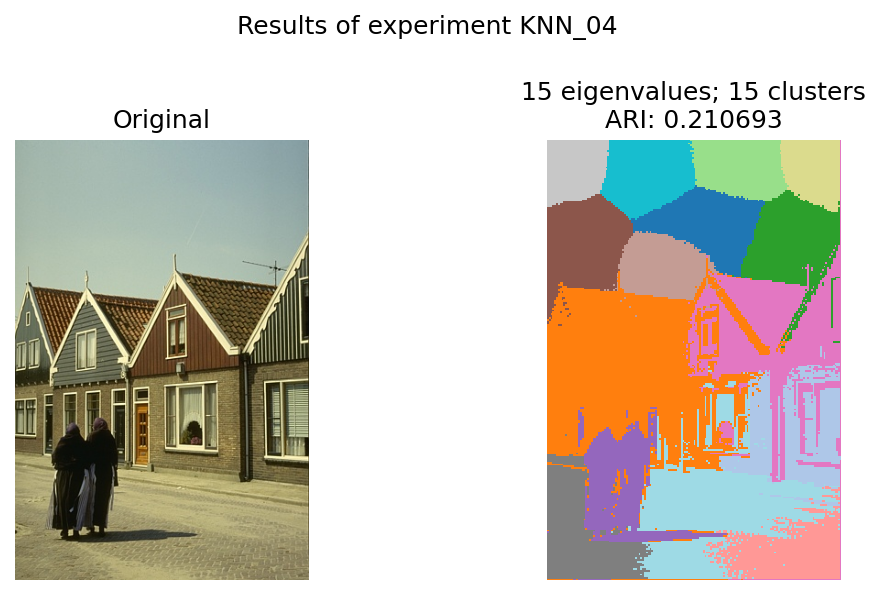 Results of experiment KNN_04
Original
15 eigenvalues; 15 clusters
ARI: 0.210693